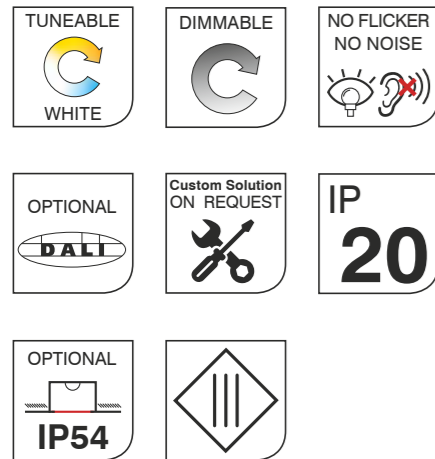 TUNEABLE
WHITE
DIMMABLE
NO FLICKER
NO NOISE
OPTIONAL
DALI
Custom Solution
ON REQUEST
IP
20
OPTIONAL
IP54